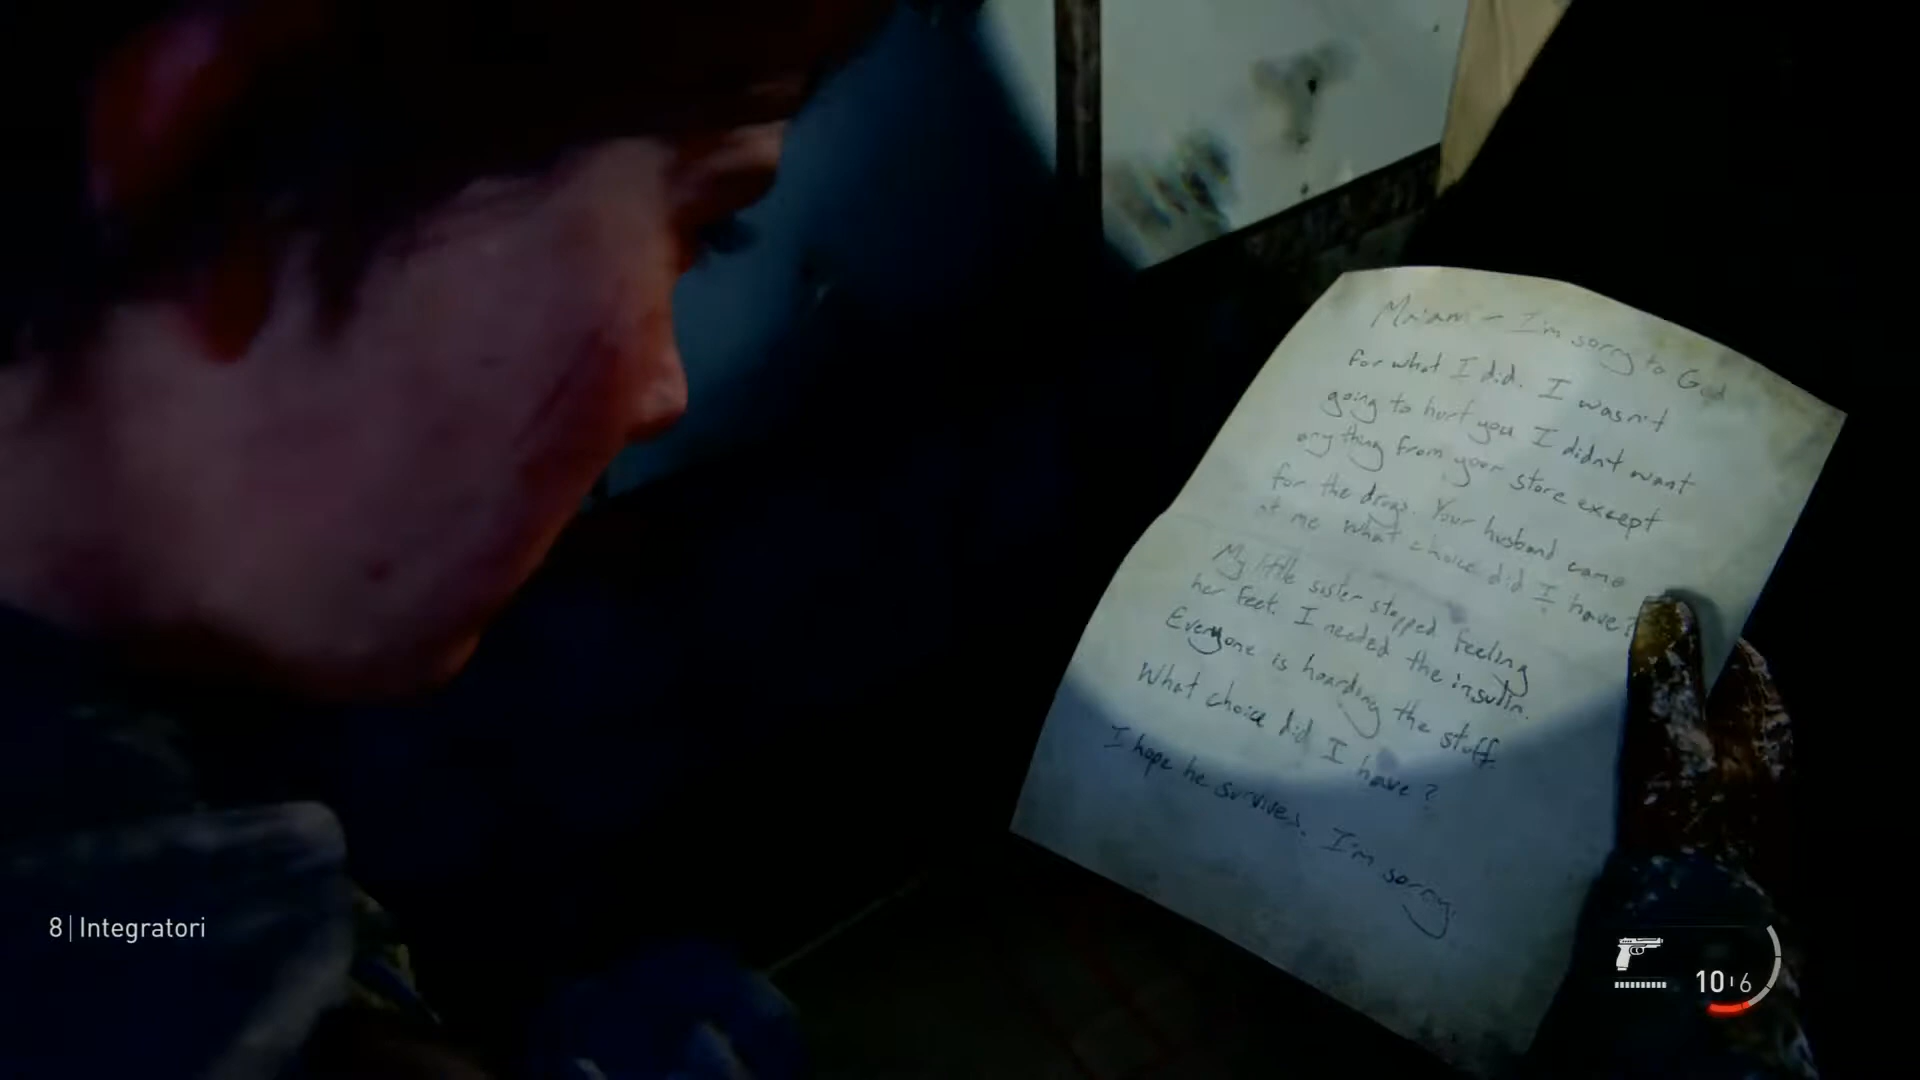 Maiam - I'm sorry to God
for what I did. I wasn't
going to hurt you I didn't want
anything from your store except
for the drugs. Your husband came
at me what choice did I have?
My little sister stopped feeling
her feet. I needed the insulin.
Everyone is hoarding the stuff.
What choice did I have?
I hope he survives. I'm sorry.
8 | Integratori
10 6